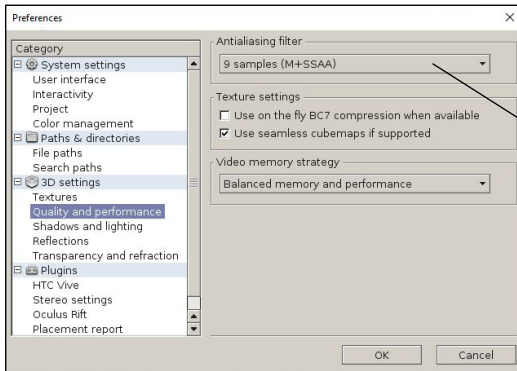 Preferences
Category
System settings
User interface
Interactivity
Project
Color management
Paths & directories
File paths
Search paths
3D settings
Textures
Quality and performance
Shadows and lighting
Reflections
Transparency and refraction
Plugins
HTC Vive
Stereo settings
Oculus Rift
Placement report
Antialiasing filter
9 samples (M+SSAA)
Texture settings
Use on the fly BC7 compression when available
Use seamless cubemaps if supported
Video memory strategy
Balanced memory and performance
OK Cancel